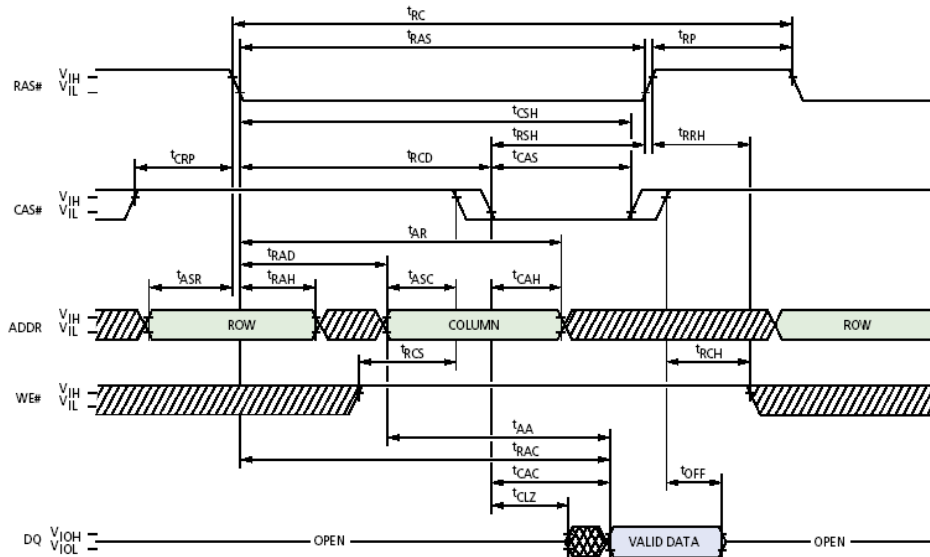 tRC
tRAS
tRP
RAS#
VIH
VIL
tCSH
tRSH
tRRH
tCRP
tRCD
tCAS
CAS#
VIH
VIL
tAR
tRAD
tASR
tRAH
tASC
tCAH
ADDR
VIH
VIL
ROW
COLUMN
ROW
tRCS
tRCH
WE#
VIH
VIL
tAA
tRAC
tCAC
tOFF
tCLZ
DQ
VIOH
VIOL
OPEN
VALID DATA
OPEN